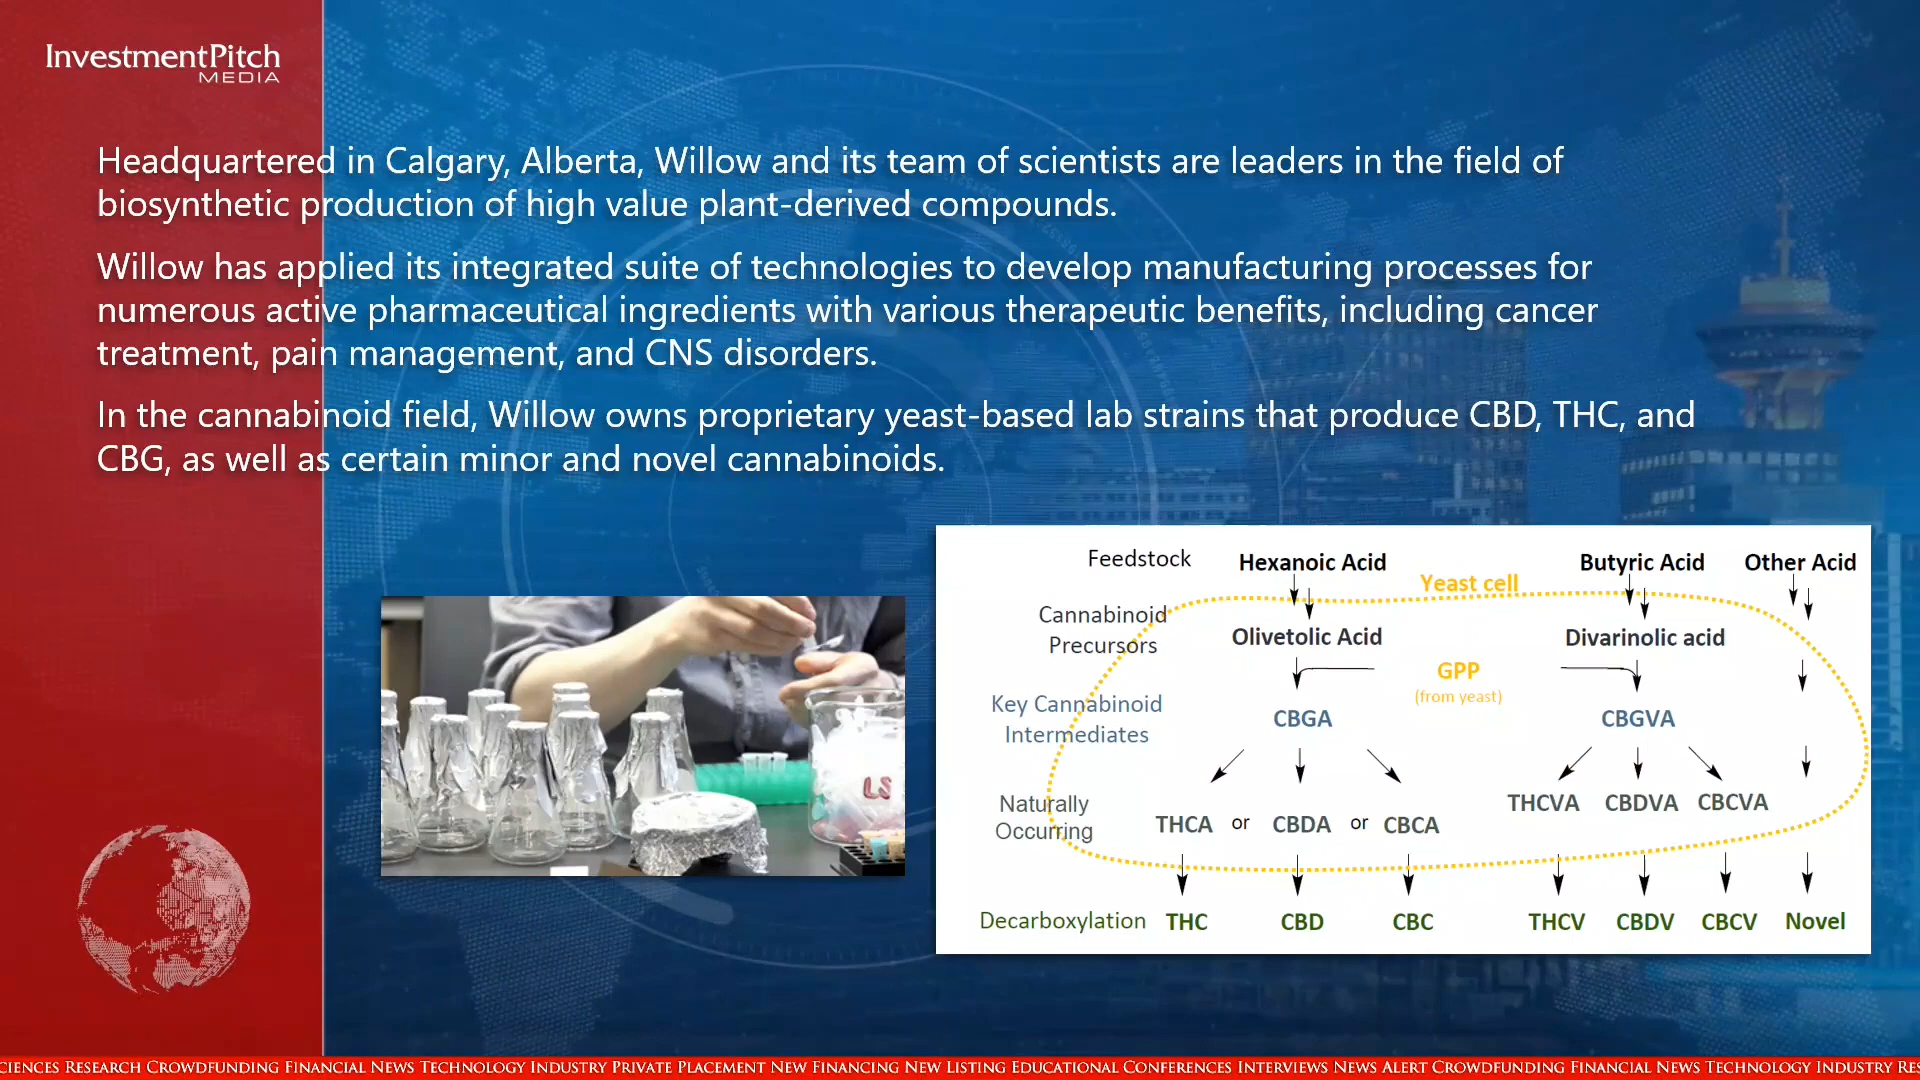 InvestmentPitch
MEDIA
Headquartered in Calgary, Alberta, Willow and its team of scientists are leaders in the field of
biosynthetic production of high value plant-derived compounds.
Willow has applied its integrated suite of technologies to develop manufacturing processes for
numerous active pharmaceutical ingredients with various therapeutic benefits, including cancer
treatment, pain management, and CNS disorders.
In the cannabinoid field, Willow owns proprietary yeast-based lab strains that produce CBD, THC, and
CBG, as well as certain minor and novel cannabinoids.
LS
Feedstock Hexanoic Acid Butyric Acid Other Acid
Yeast cell
Cannabinoid
Precursors
Olivetolic Acid Divarinolic acid
GPP
(from yeast)
Key Cannabinoid
Intermediates
CBGA CBGVA
Naturally
Occurring
THCA or CBDA or CBCA
THCVA CBDVA CBCVA
Decarboxylation THC CBD CBC THCV CBDV CBCV Novel
CIENCES RESEARCH CROWDFUNDING FINANCIAL NEWS TECHNOLOGY INDUSTRY PRIVATE PLACEMENT NEW FINANCING NEW LISTING EDUCATIONAL CONFERENCES INTERVIEWS NEWS ALERT CROWDFUNDING FINANCIAL NEWS TECHNOLOGY INDUSTRY RES